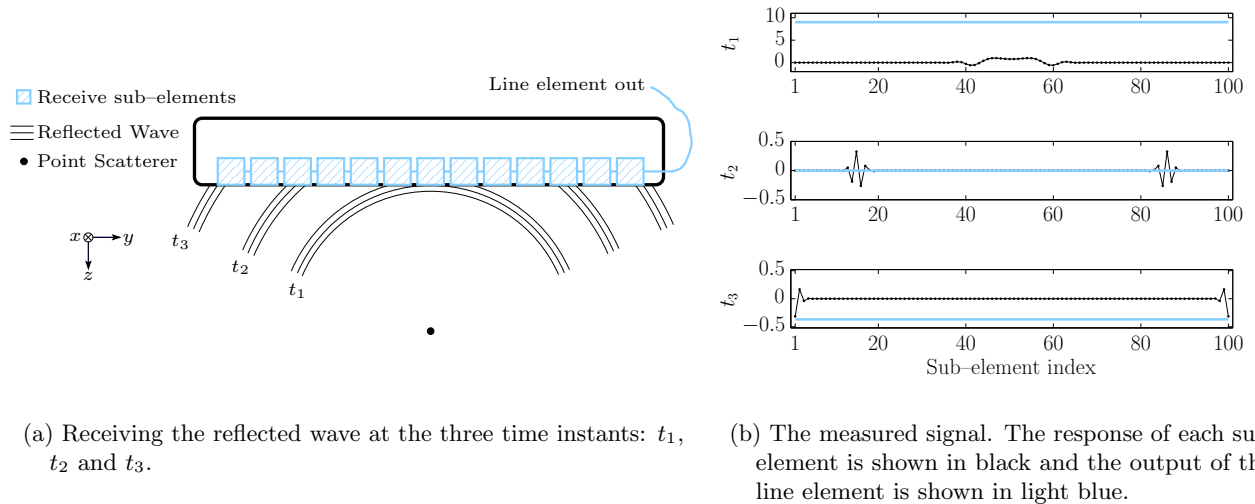 Receive sub–elements
Reflected Wave
Point Scatterer
Line element out
x
y
z
t3
t2
t1
(a) Receiving the reflected wave at the three time instants: t1,
t2 and t3.
t1
10
5
0
1 20 40 60 80 100
t2
0.5
0
−0.5
1 20 40 60 80 100
t3
0.5
0
−0.5
1 20 40 60 80 100
Sub–element index
(b) The measured signal. The response of each su
element is shown in black and the output of th
line element is shown in light blue.